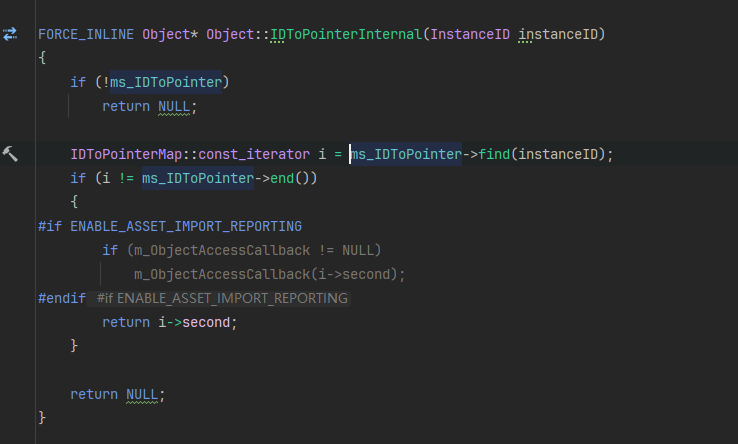 FORCE_INLINE Object* Object::IDToPointerInternal(InstanceID instanceID)
{
    if (!ms_IDToPointer)
        return NULL;

    IDToPointerMap::const_iterator i = ms_IDToPointer->find(instanceID);
    if (i != ms_IDToPointer->end())
    {
#if ENABLE_ASSET_IMPORT_REPORTING
        if (m_ObjectAccessCallback != NULL)
            m_ObjectAccessCallback(i->second);
#endif #if ENABLE_ASSET_IMPORT_REPORTING
        return i->second;
    }

    return NULL;
}